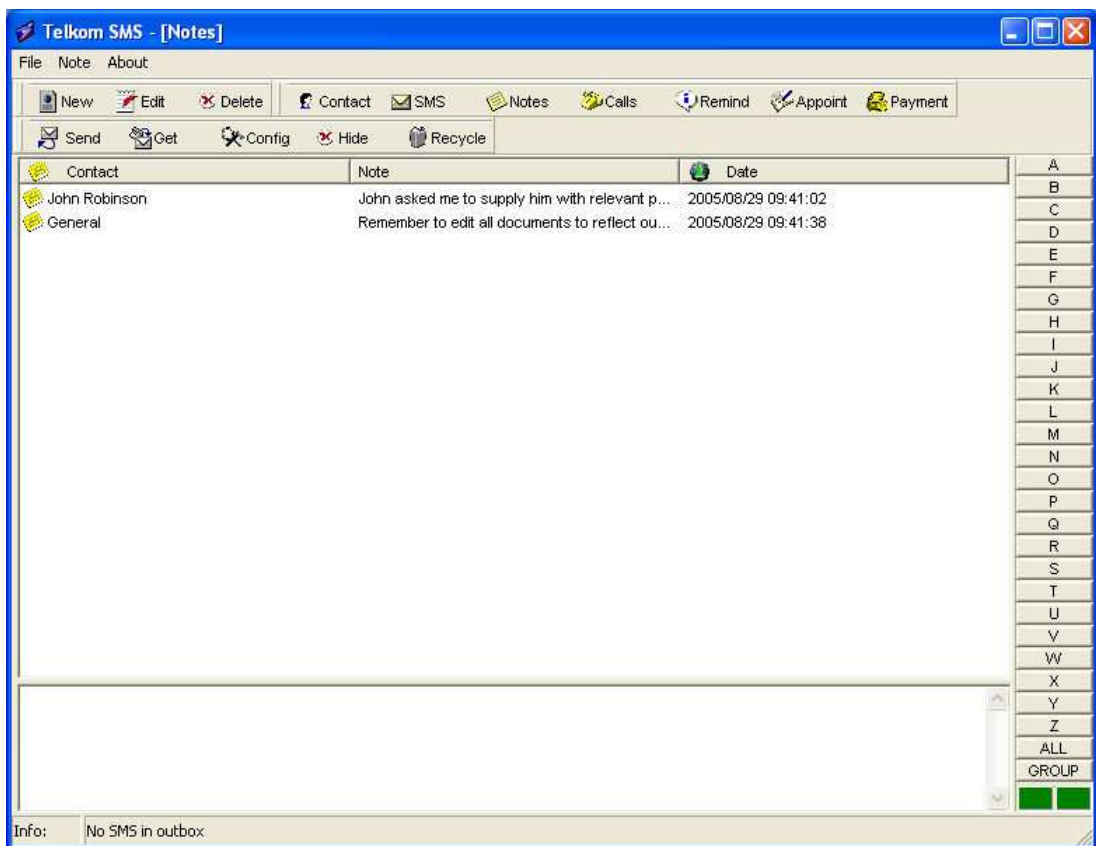 Telkom SMS - [Notes]
File Note About
New Edit Delete Contact SMS Notes Calls Remind Appoint Payment
Send Get Config Hide Recycle
Contact Note Date
John Robinson John asked me to supply him with relevant p... 2005/08/29 09:41:02
General Remember to edit all documents to reflect ou... 2005/08/29 09:41:38
A
B
C
D
E
F
G
H
I
J
K
L
M
N
O
P
Q
R
S
T
U
V
W
X
Y
Z
ALL
GROUP
Info: No SMS in outbox